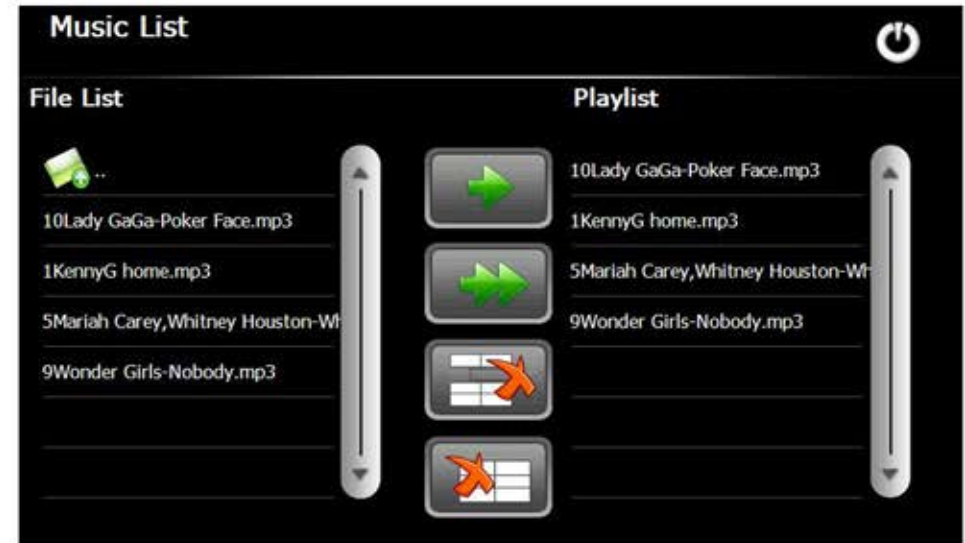 Music List
File List
Playlist
..
10Lady GaGa-Poker Face.mp3
1KennyG home.mp3
5Mariah Carey,Whitney Houston-Wh
9Wonder Girls-Nobody.mp3
10Lady GaGa-Poker Face.mp3
1KennyG home.mp3
5Mariah Carey,Whitney Houston-Wh
9Wonder Girls-Nobody.mp3